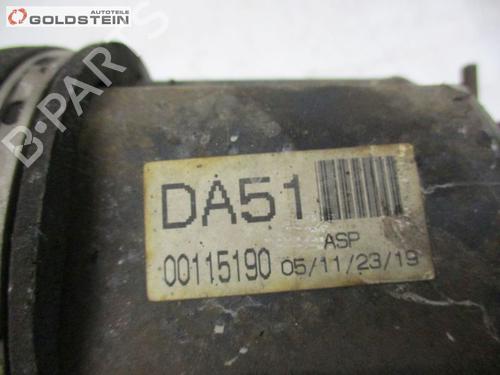 AUTOTEILE
GOLDSTEIN
B-PARTS
DA51
ASP
00115190 05/11/23/19